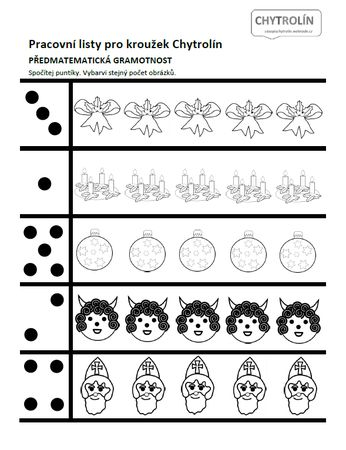 CHYTROLÍN
Pracovní listy pro kroužek Chytrolín
PŘEDMATEMATICKÁ GRAMOTNOST
Spočítej puntíky. Vybarvi stejný počet obrázků.